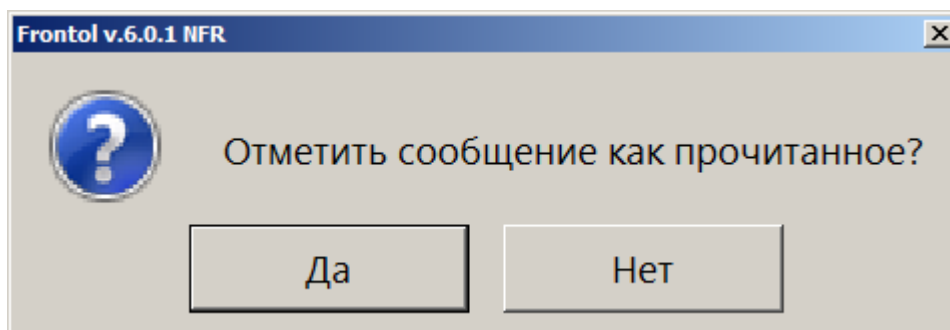 Frontol v.6.0.1 NFR
Отметить сообщение как прочитанное?
Да
Нет